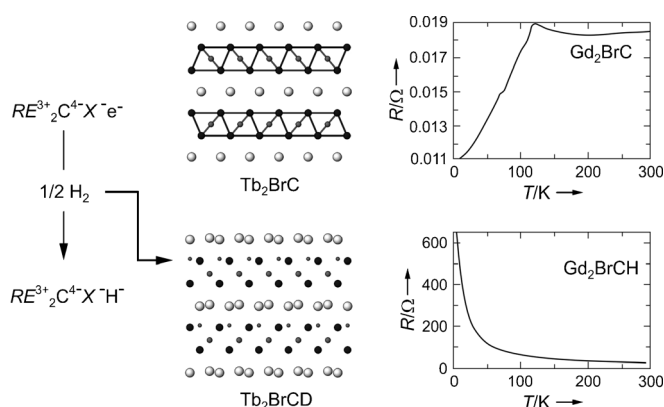 RE³⁺₂C⁴⁻X⁻e⁻
1/2 H₂
RE³⁺₂C⁴⁻X⁻H⁻
Tb₂BrC
Tb₂BrCD
0.019
0.017
0.015
0.013
0.011
R/Ω
Gd₂BrC
0 100 200 300
T/K
600
400
200
0
R/Ω
Gd₂BrCH
0 100 200 300
T/K